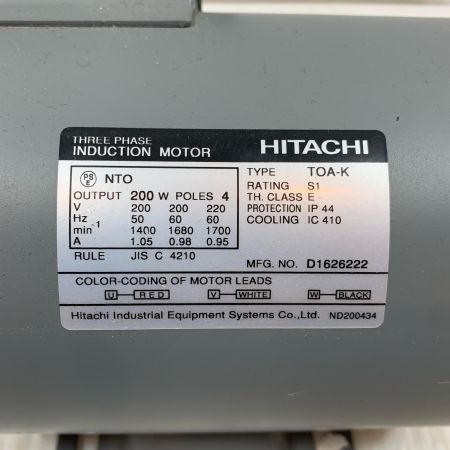 THREE PHASE
INDUCTION MOTOR
HITACHI
PS E NTO
OUTPUT 200 W POLES 4
V 200 200 220
Hz 50 60 60
min-1 1400 1680 1700
A 1.05 0.98 0.95
RULE JIS C 4210
TYPE TOA-K
RATING S1
TH. CLASS E
PROTECTION IP 44
COOLING IC 410
MFG. NO. D1626222
COLOR-CODING OF MOTOR LEADS
U RED V WHITE W BLACK
Hitachi Industrial Equipment Systems Co.,Ltd. ND200434